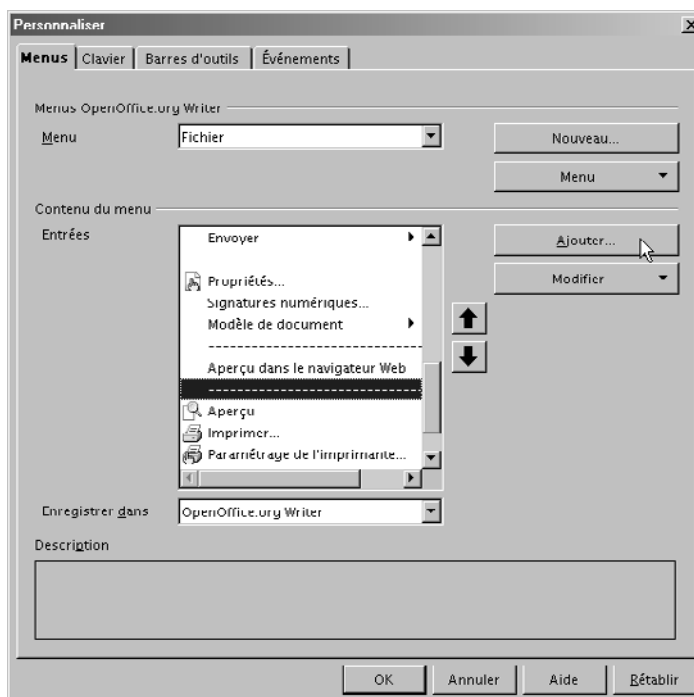 Personnaliser
Menus Clavier Barres d'outils Événements
Menus OpenOffice.org Writer
Menu Fichier Nouveau...
Menu
Contenu du menu
Entrées Envoyer Ajouter...
Propriétés... Modifier
Signatures numériques...
Modèle de document
Aperçu dans le navigateur Web
Aperçu
Imprimer...
Paramétrage de l'imprimante...
Enregistrer dans OpenOffice.org Writer
Description
OK Annuler Aide Rétablir